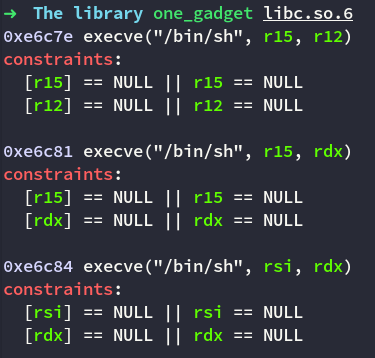 ➜ The library one_gadget libc.so.6
0xe6c7e execve("/bin/sh", r15, r12)
constraints:
[r15] == NULL || r15 == NULL
[r12] == NULL || r12 == NULL
0xe6c81 execve("/bin/sh", r15, rdx)
constraints:
[r15] == NULL || r15 == NULL
[rdx] == NULL || rdx == NULL
0xe6c84 execve("/bin/sh", rsi, rdx)
constraints:
[rsi] == NULL || rsi == NULL
[rdx] == NULL || rdx == NULL